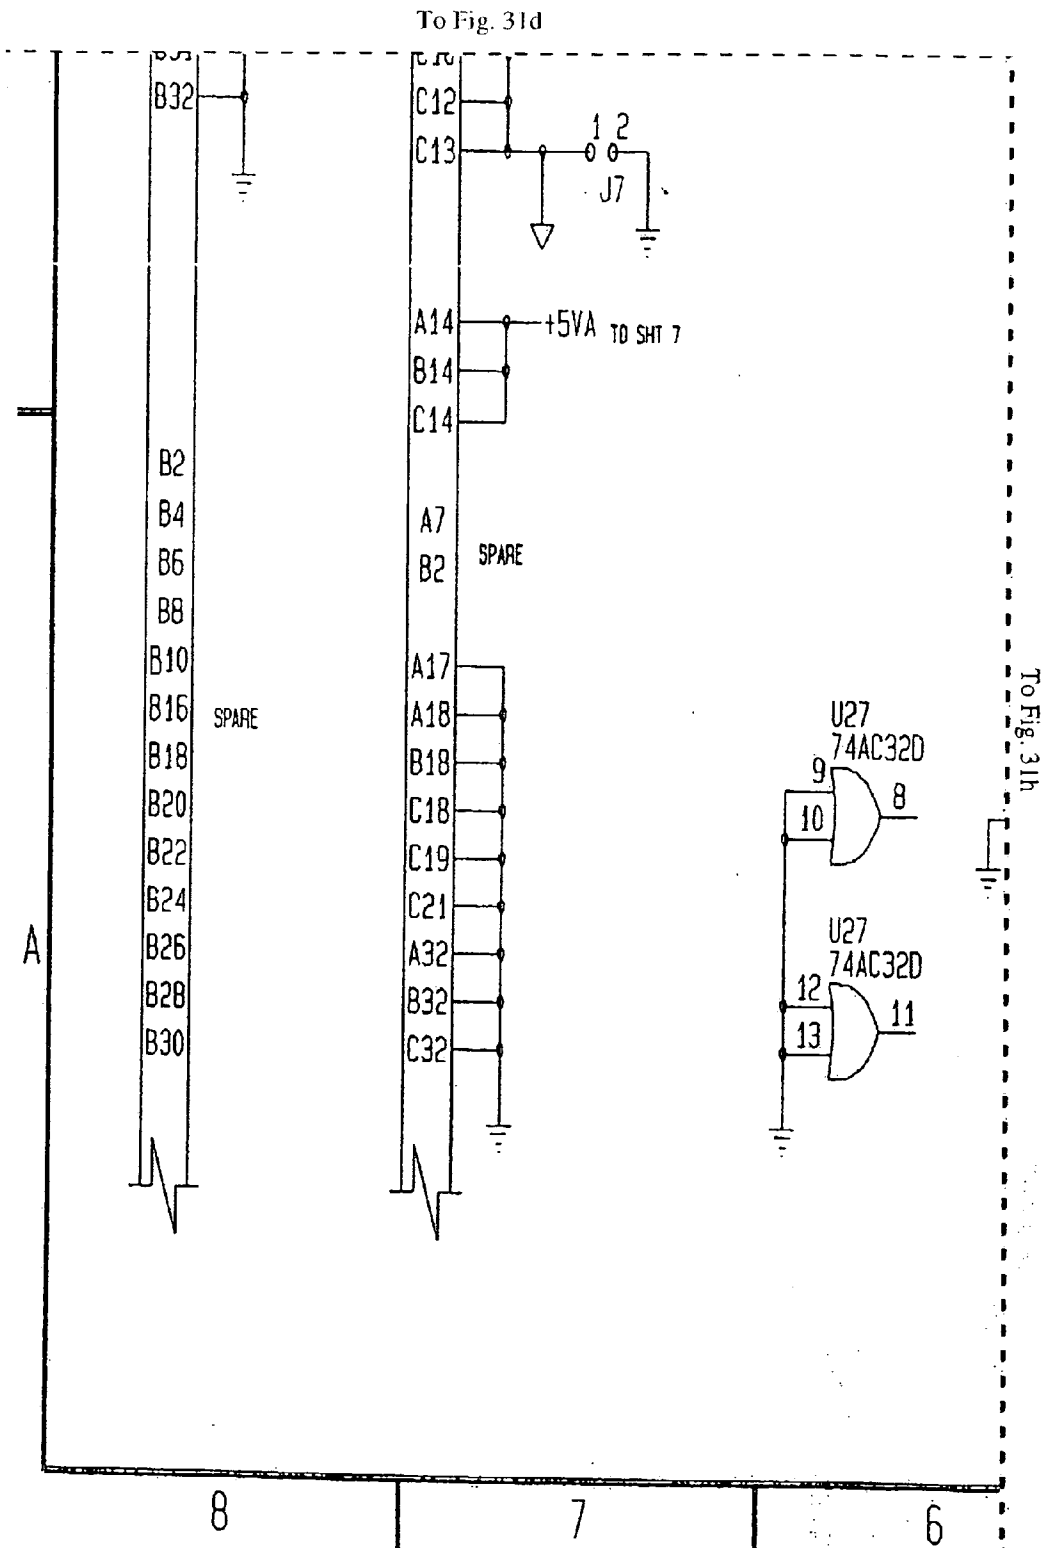 To Fig. 31d
B32
C12
C13
1 2
J7
A14
+5VA TO SHT 7
B14
C14
B2
B4
B6
B8
B10
B16
B18
B20
B22
B24
B26
B28
B30
SPARE
A7
B2
SPARE
A17
A18
B18
C18
C19
C21
A32
B32
C32
U27
74AC32D
9
10
8
U27
74AC32D
12
13
11
To Fig. 31h
A
8
7
6